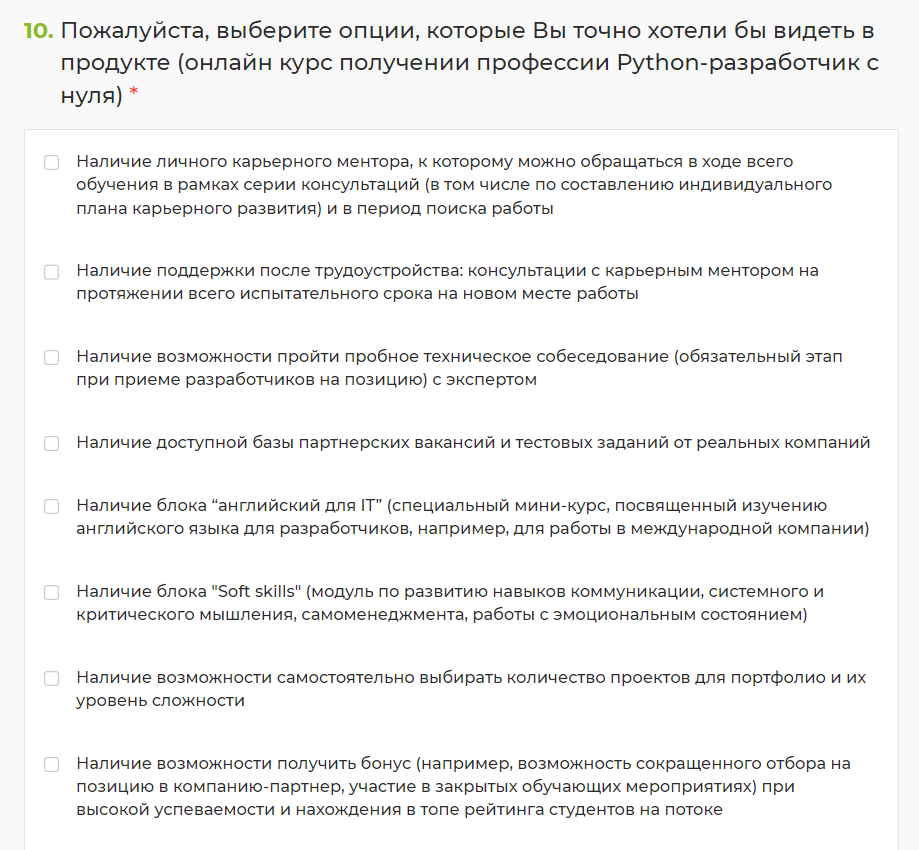 10. Пожалуйста, выберите опции, которые Вы точно хотели бы видеть в
продукте (онлайн курс получении профессии Python-разработчик с
нуля) *
Наличие личного карьерного ментора, к которому можно обращаться в ходе всего
обучения в рамках серии консультаций (в том числе по составлению индивидуального
плана карьерного развития) и в период поиска работы
Наличие поддержки после трудоустройства: консультации с карьерным ментором на
протяжении всего испытательного срока на новом месте работы
Наличие возможности пройти пробное техническое собеседование (обязательный этап
при приеме разработчиков на позицию) с экспертом
Наличие доступной базы партнерских вакансий и тестовых заданий от реальных компаний
Наличие блока “английский для IT” (специальный мини-курс, посвященный изучению
английского языка для разработчиков, например, для работы в международной компании)
Наличие блока "Soft skills" (модуль по развитию навыков коммуникации, системного и
критического мышления, самоменеджмента, работы с эмоциональным состоянием)
Наличие возможности самостоятельно выбирать количество проектов для портфолио и их
уровень сложности
Наличие возможности получить бонус (например, возможность сокращенного отбора на
позицию в компанию-партнер, участие в закрытых обучающих мероприятиях) при
высокой успеваемости и нахождения в топе рейтинга студентов на потоке